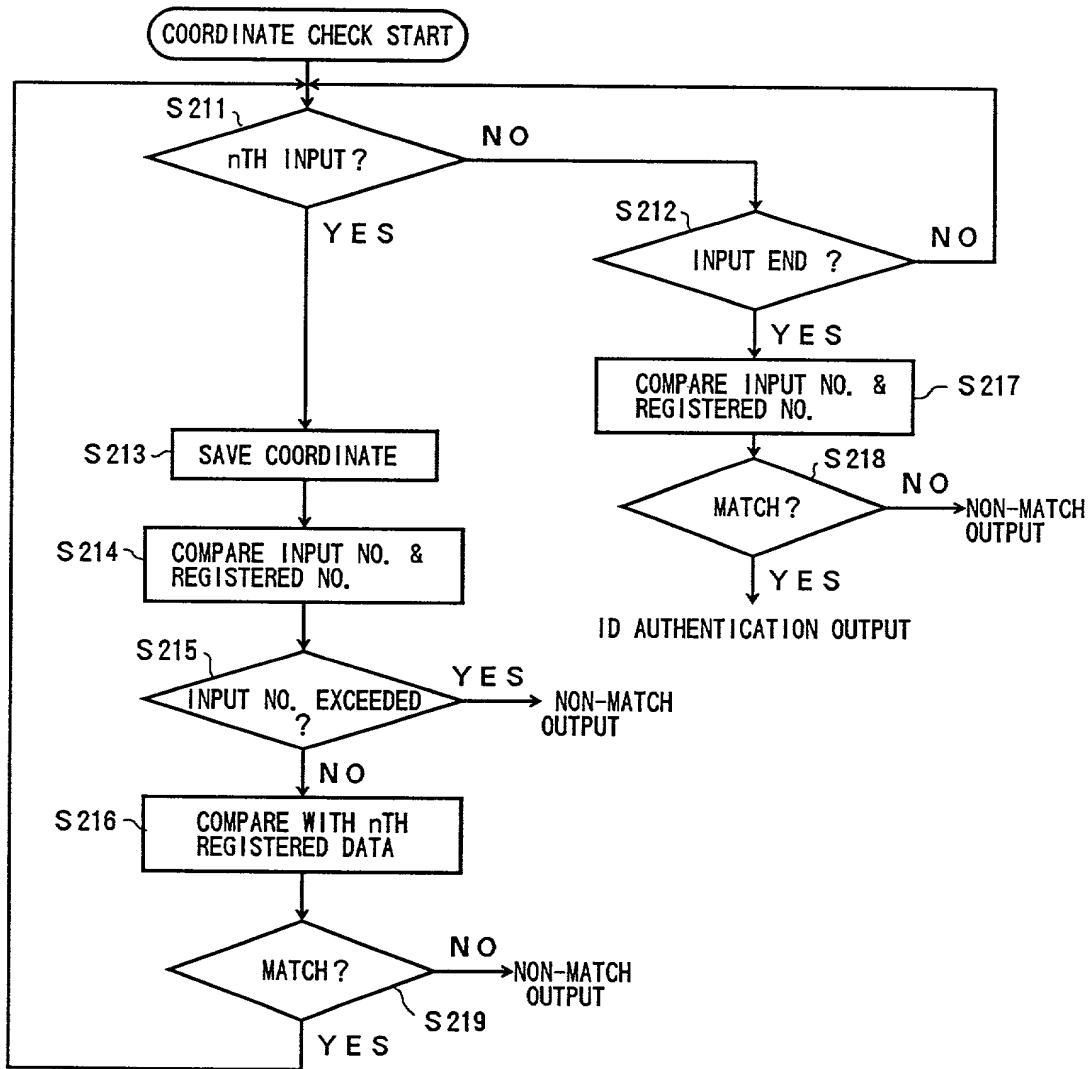 COORDINATE CHECK START
S211
nTH INPUT?
NO
YES
S212
INPUT END ?
NO
YES
COMPARE INPUT NO. &
REGISTERED NO.
S217
S213
SAVE COORDINATE
S218
MATCH?
NO
NON-MATCH
OUTPUT
YES
S214
COMPARE INPUT NO. &
REGISTERED NO.
ID AUTHENTICATION OUTPUT
S215
INPUT NO. EXCEEDED
?
YES
NON-MATCH
OUTPUT
NO
S216
COMPARE WITH nTH
REGISTERED DATA
MATCH?
NO
NON-MATCH
OUTPUT
S219
YES